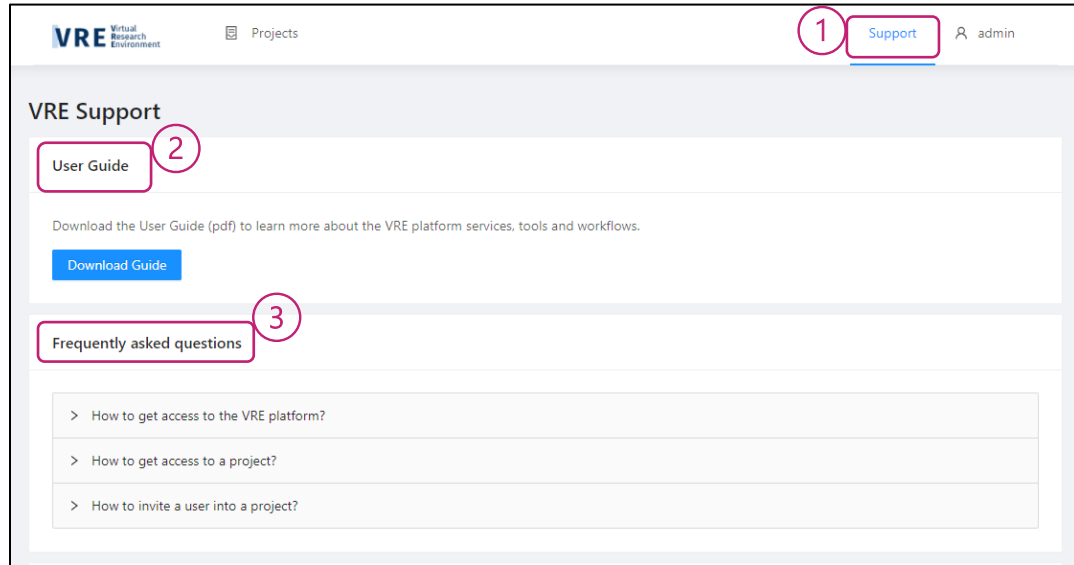 VRE Virtual Research Environment
Projects
1
Support
admin
VRE Support
2
User Guide
Download the User Guide (pdf) to learn more about the VRE platform services, tools and workflows.
Download Guide
3
Frequently asked questions
> How to get access to the VRE platform?
> How to get access to a project?
> How to invite a user into a project?